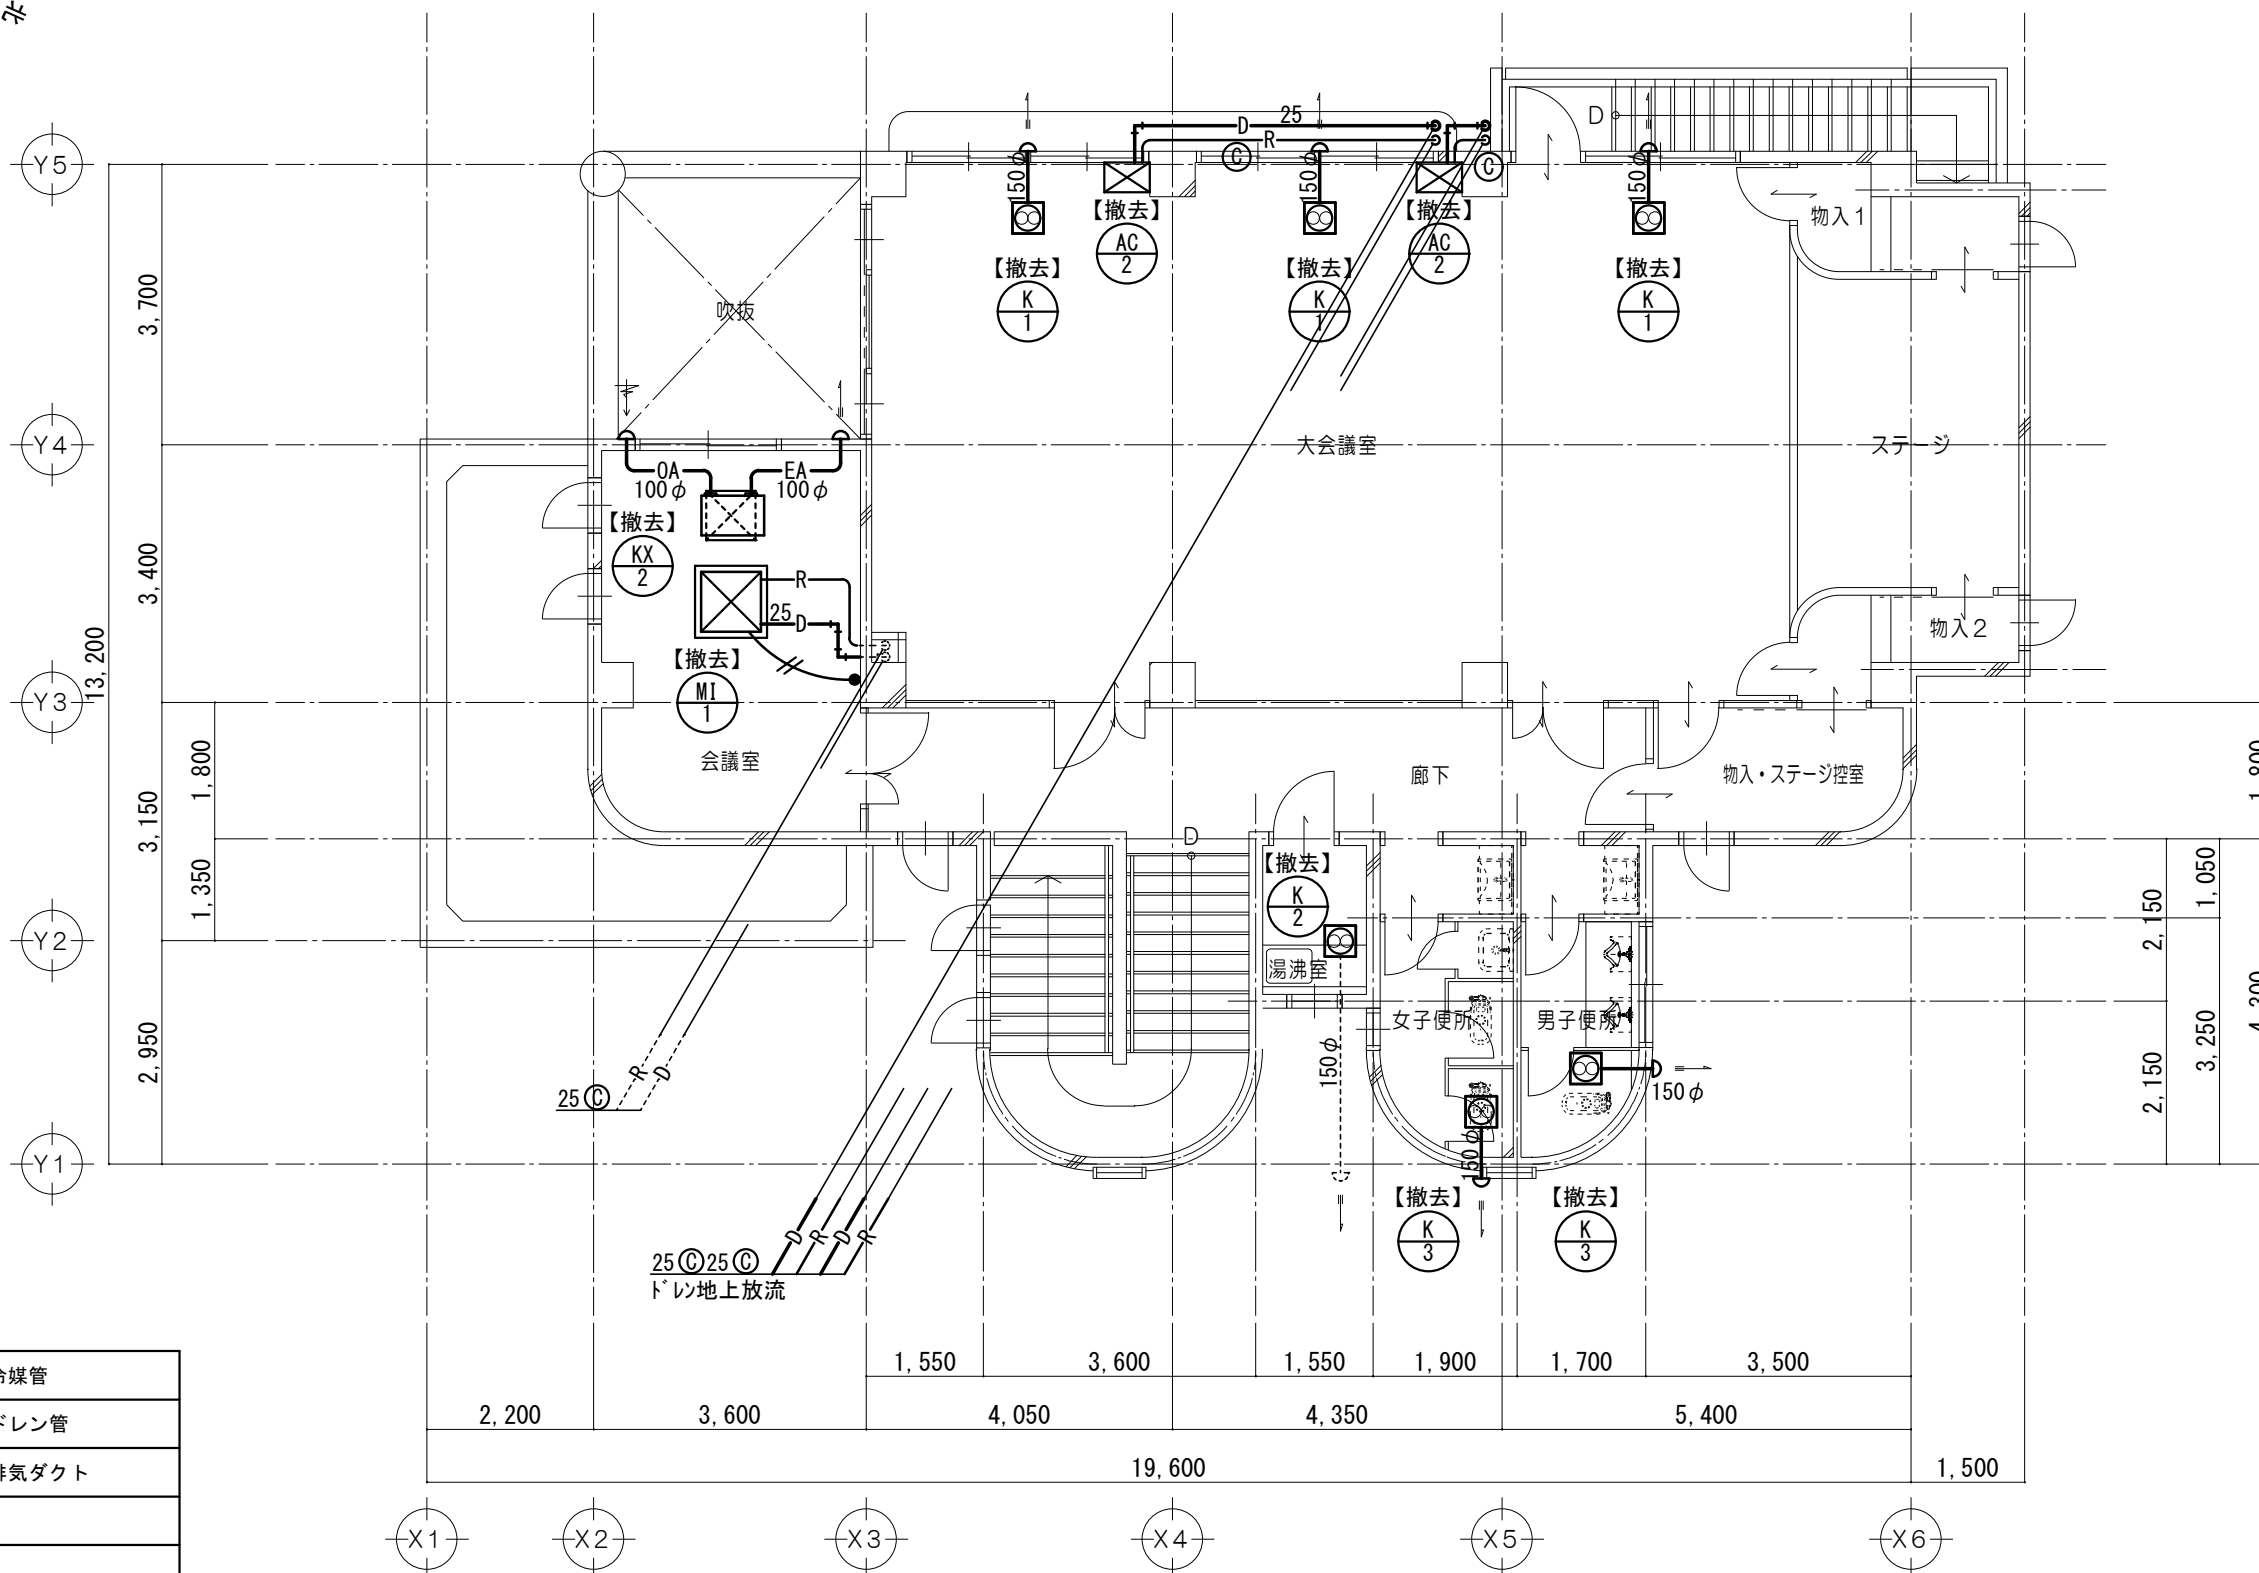 北
D
25
R
C
C
D
150φ
150φ
150φ
Y5
【撤去】
AC
2
【撤去】
AC
2
物入1
【撤去】
K
1
【撤去】
K
1
【撤去】
K
1
3,700
吹抜
Y4
大会議室
ステージ
OA
100φ
EA
100φ
【撤去】
KX
2
3,400
R
25
D
13,200
物入2
【撤去】
MI
1
Y3
1,800
会議室
廊下
物入・ステージ控室
1,800
3,150
1,350
D
【撤去】
K
2
1,050
2,150
Y2
湯沸室
女子便所
男子便所
4,300
3,250
2,950
150φ
R
D
25 C
150φ
2,150
150φ
Y1
【撤去】
K
3
【撤去】
K
3
D
R
D
R
25 C 25 C
ドレン地上放流
冷媒管
ドレン管
排気ダクト
1,550
3,600
1,550
1,900
1,700
3,500
2,200
3,600
4,050
4,350
5,400
19,600
1,500
X1
X2
X3
X4
X5
X6